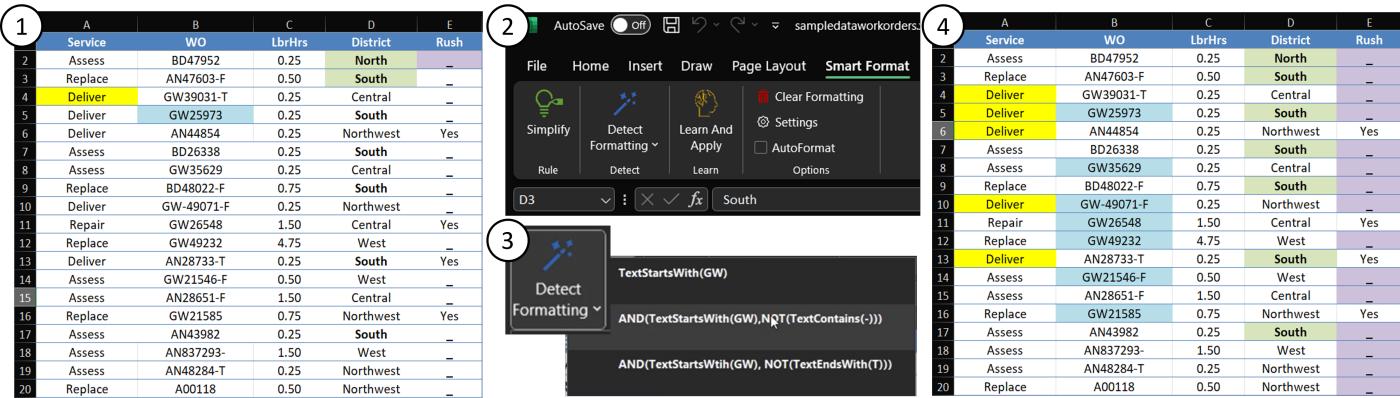 1
A B C D E
Service WO LbrHrs District Rush
2 Assess BD47952 0.25 North _
3 Replace AN47603-F 0.50 South _
4 Deliver GW39031-T 0.25 Central _
5 Deliver GW25973 0.25 South _
6 Deliver AN44854 0.25 Northwest Yes
7 Assess BD26338 0.25 South _
8 Assess GW35629 0.25 Central _
9 Replace BD48022-F 0.75 South _
10 Deliver GW-49071-F 0.25 Northwest _
11 Repair GW26548 1.50 Central Yes
12 Replace GW49232 4.75 West _
13 Deliver AN28733-T 0.25 South Yes
14 Assess GW21546-F 0.50 West _
15 Assess AN28651-F 1.50 Central _
16 Replace GW21585 0.75 Northwest Yes
17 Assess AN43982 0.25 South _
18 Assess AN837293- 1.50 West _
19 Assess AN48284-T 0.25 Northwest _
20 Replace A00118 0.50 Northwest _
2
AutoSave Off sampledataworkorders.
File Home Insert Draw Page Layout Smart Format
Simplify Detect Formatting Learn And Apply
Clear Formatting
Settings
AutoFormat
Rule Detect Learn Options
D3 fx South
3
Detect
Formatting
TextStartsWith(GW)
AND(TextStartsWith(GW),NOT(TextContains(-)))
AND(TextStartsWtih(GW), NOT(TextEndsWith(T)))
4
A B C D E
Service WO LbrHrs District Rush
2 Assess BD47952 0.25 North _
3 Replace AN47603-F 0.50 South _
4 Deliver GW39031-T 0.25 Central _
5 Deliver GW25973 0.25 South _
6 Deliver AN44854 0.25 Northwest Yes
7 Assess BD26338 0.25 South _
8 Assess GW35629 0.25 Central _
9 Replace BD48022-F 0.75 South _
10 Deliver GW-49071-F 0.25 Northwest _
11 Repair GW26548 1.50 Central Yes
12 Replace GW49232 4.75 West _
13 Deliver AN28733-T 0.25 South Yes
14 Assess GW21546-F 0.50 West _
15 Assess AN28651-F 1.50 Central _
16 Replace GW21585 0.75 Northwest Yes
17 Assess AN43982 0.25 South _
18 Assess AN837293- 1.50 West _
19 Assess AN48284-T 0.25 Northwest _
20 Replace A00118 0.50 Northwest _